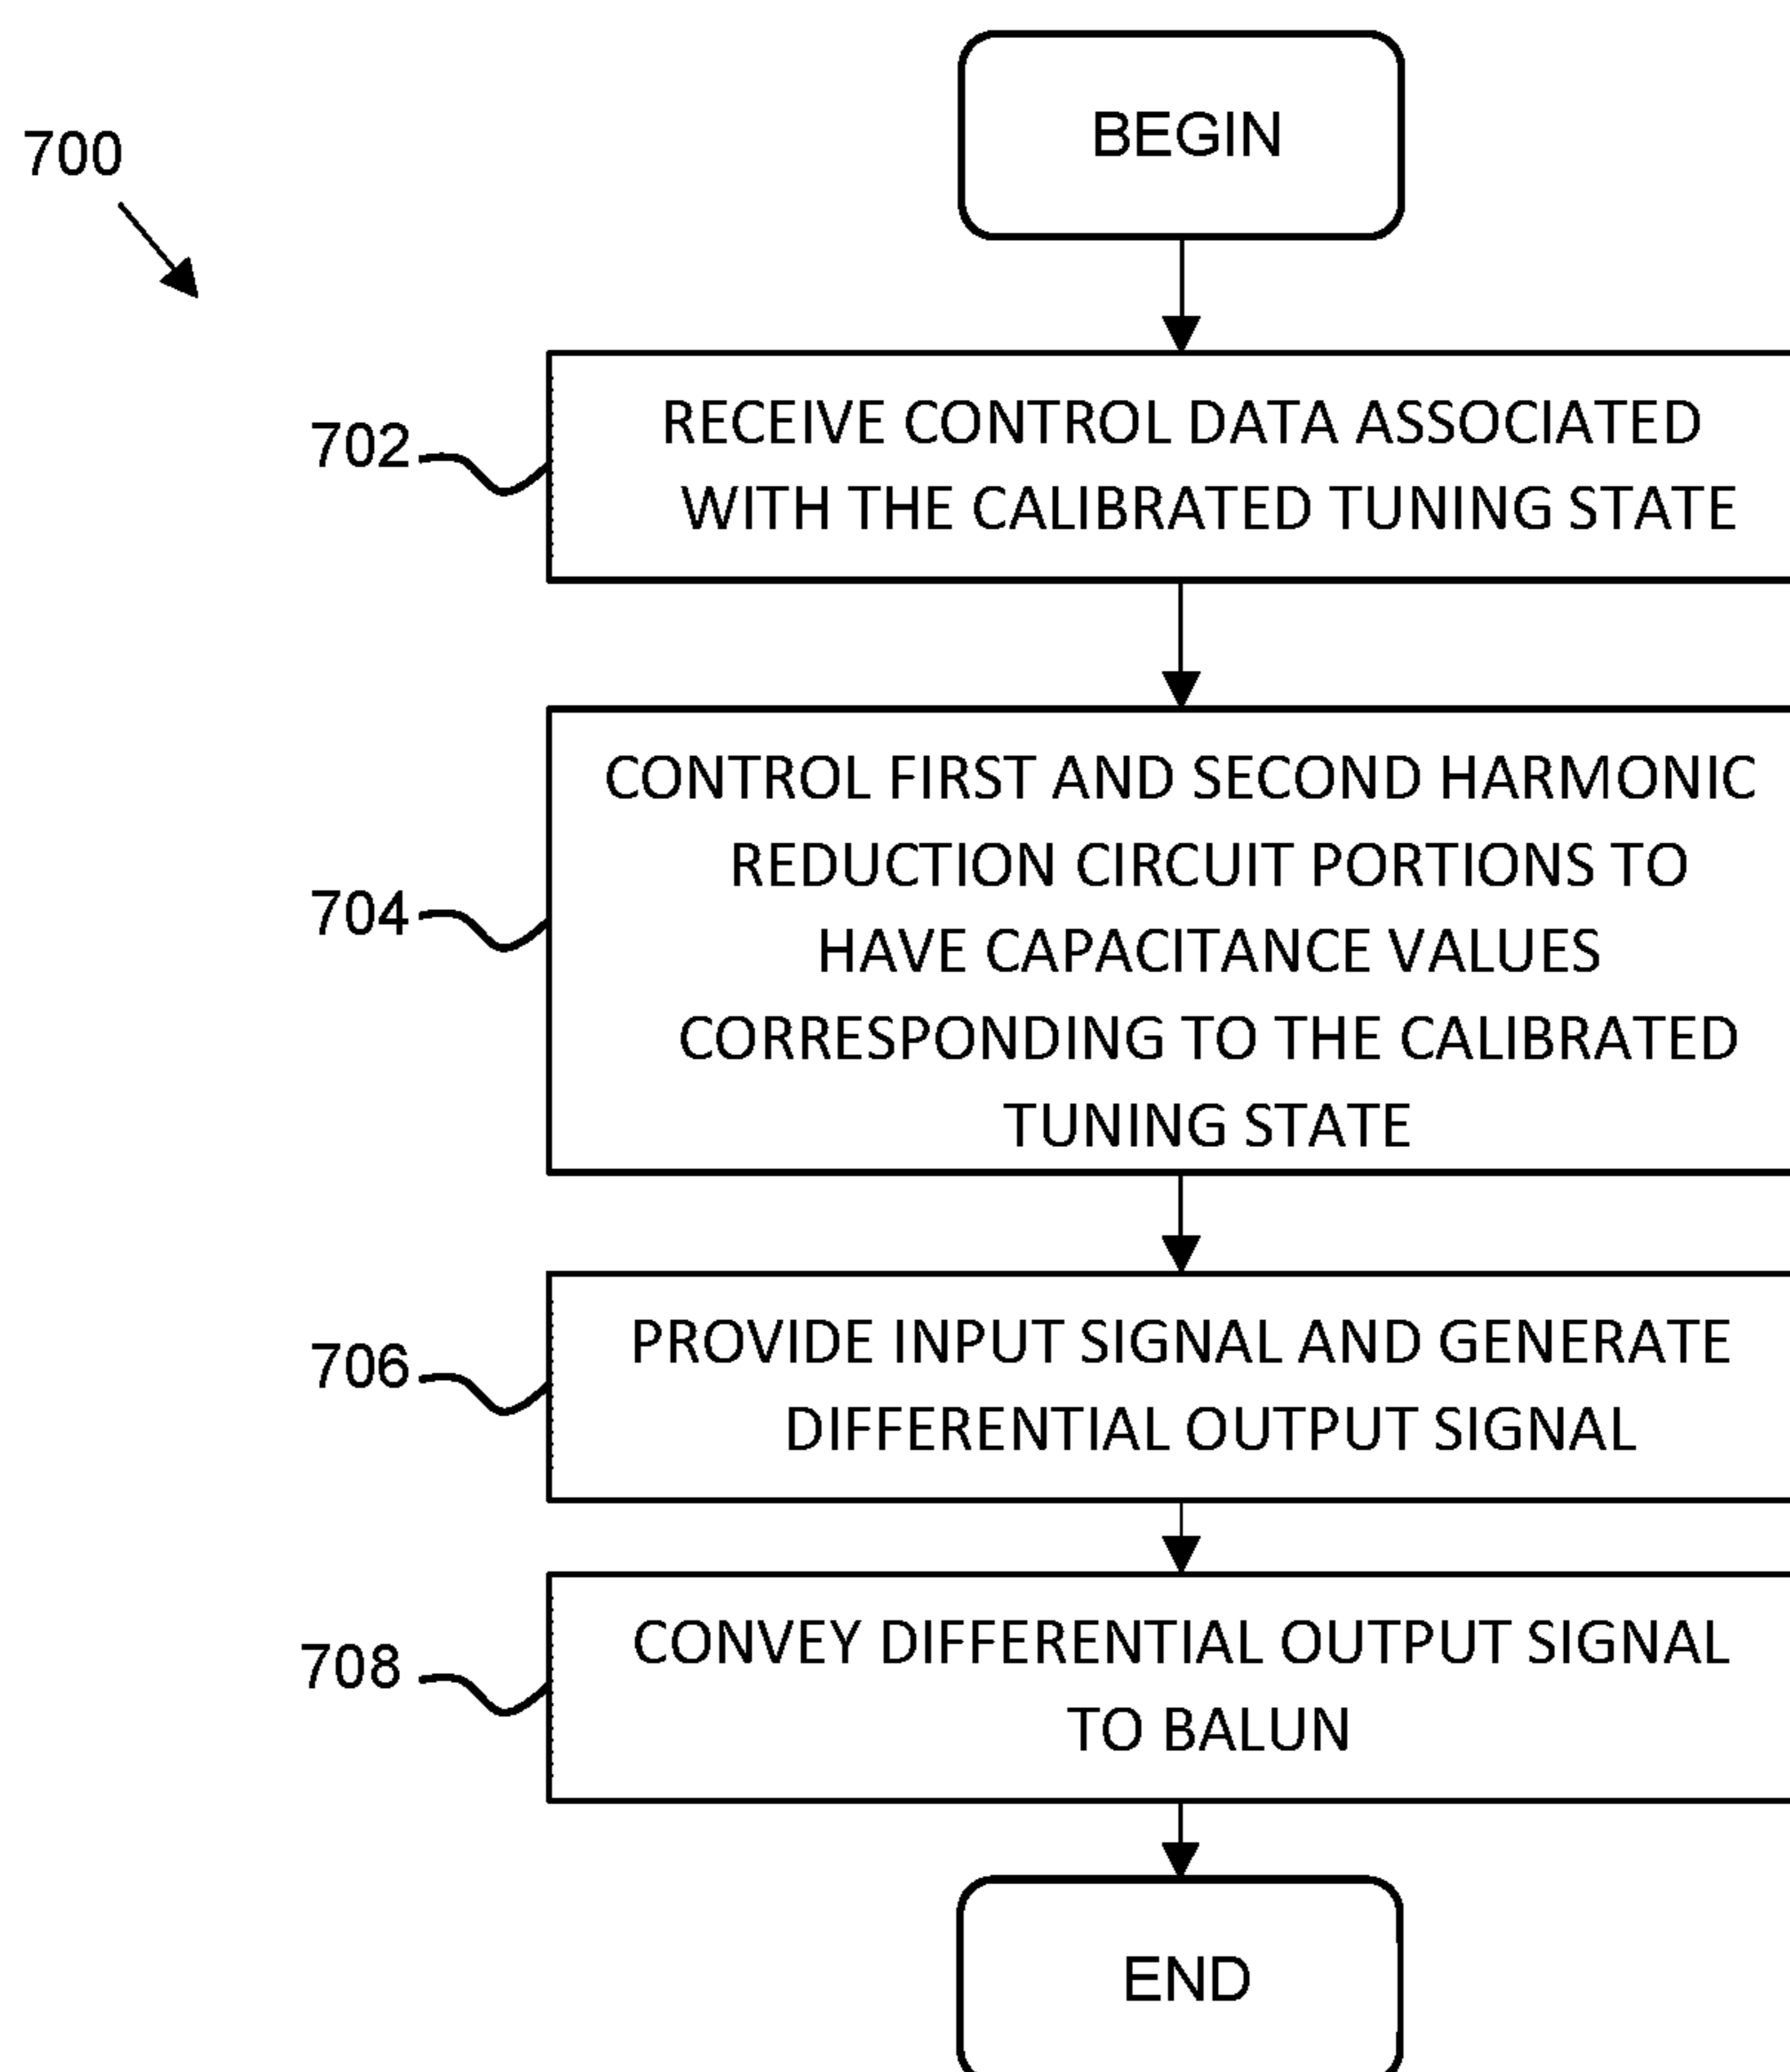 700
BEGIN
702
RECEIVE CONTROL DATA ASSOCIATED
WITH THE CALIBRATED TUNING STATE
704
CONTROL FIRST AND SECOND HARMONIC
REDUCTION CIRCUIT PORTIONS TO
HAVE CAPACITANCE VALUES
CORRESPONDING TO THE CALIBRATED
TUNING STATE
706
PROVIDE INPUT SIGNAL AND GENERATE
DIFFERENTIAL OUTPUT SIGNAL
708
CONVEY DIFFERENTIAL OUTPUT SIGNAL
TO BALUN
END